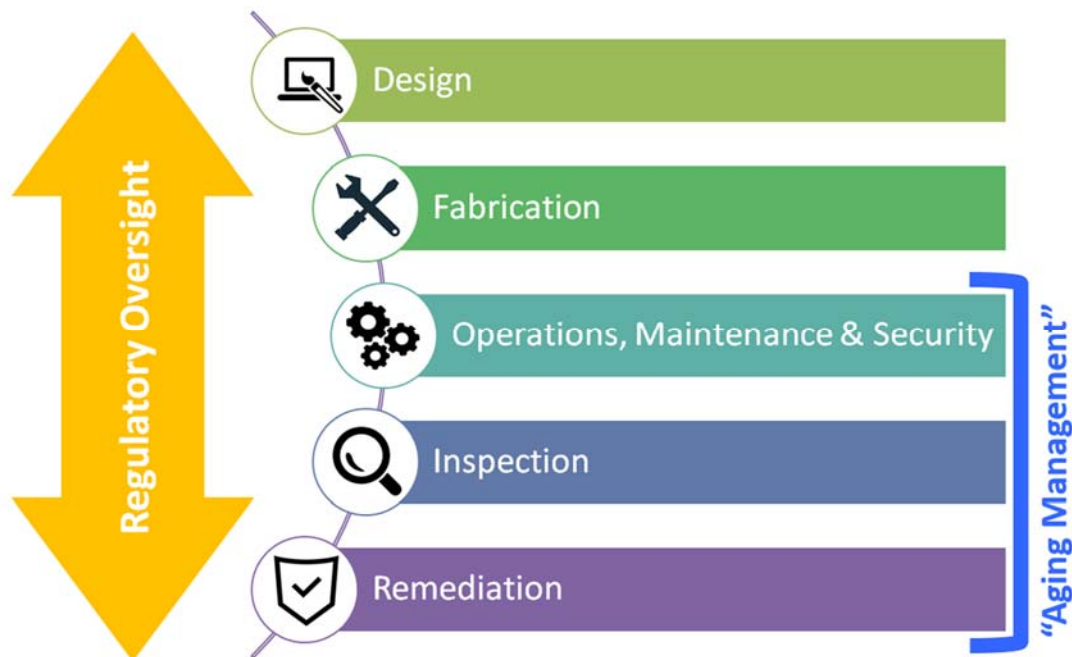 Regulatory Oversight
Design
Fabrication
Operations, Maintenance & Security
Inspection
Remediation
“Aging Management”